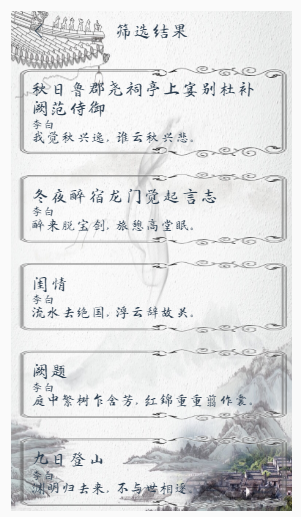 筛选结果
秋日鲁郡尧祠亭上宴别杜补
阙范侍御
李白
我觉秋兴逸，谁云秋兴悲。
冬夜醉宿龙门觉起言志
李白
醉来脱宝剑，旅憩高堂眠。
闺情
李白
流水去绝国，浮云辞故关。
阙题
李白
庭中繁树乍含芳，红锦重重翦作囊。
九日登山
李白
渊明归去来，不与世相逐。